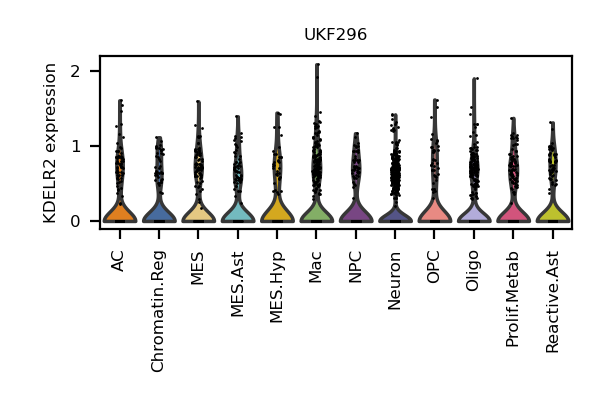 UKF296
KDELR2 expression
2
1
0
AC
Chromatin.Reg
MES
MES.Ast
MES.Hyp
Mac
NPC
Neuron
OPC
Oligo
Prolif.Metab
Reactive.Ast